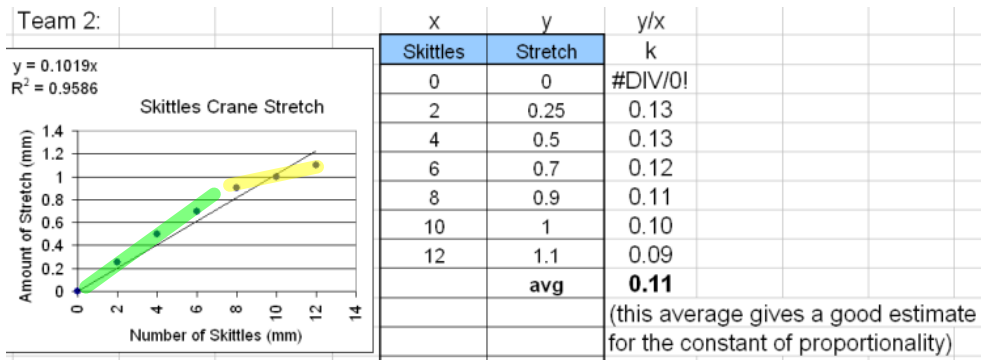 Team 2:
x y y/x
Skittles Stretch k
0 0 #DIV/0!
2 0.25 0.13
4 0.5 0.13
6 0.7 0.12
8 0.9 0.11
10 1 0.10
12 1.1 0.09
avg 0.11
(this average gives a good estimate
for the constant of proportionality)
y = 0.1019x
R² = 0.9586
Skittles Crane Stretch
Amount of Stretch (mm)
1.4
1.2
1
0.8
0.6
0.4
0.2
0
0 2 4 6 8 10 12 14
Number of Skittles (mm)